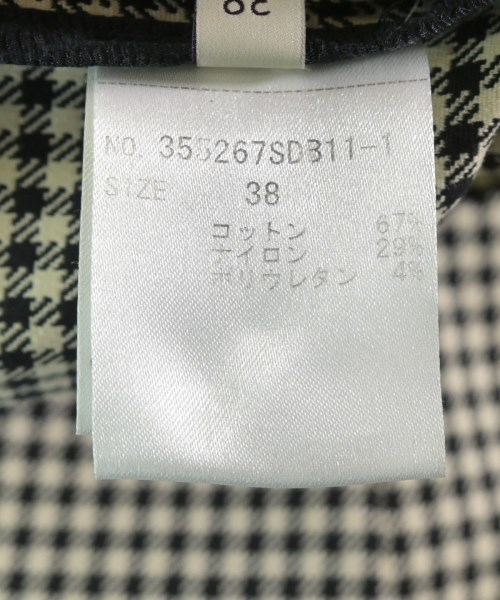 38
NO. 355267SDB11-1
SIZE 38
コットン 67%
ナイロン 29%
ポリウレタン 4%